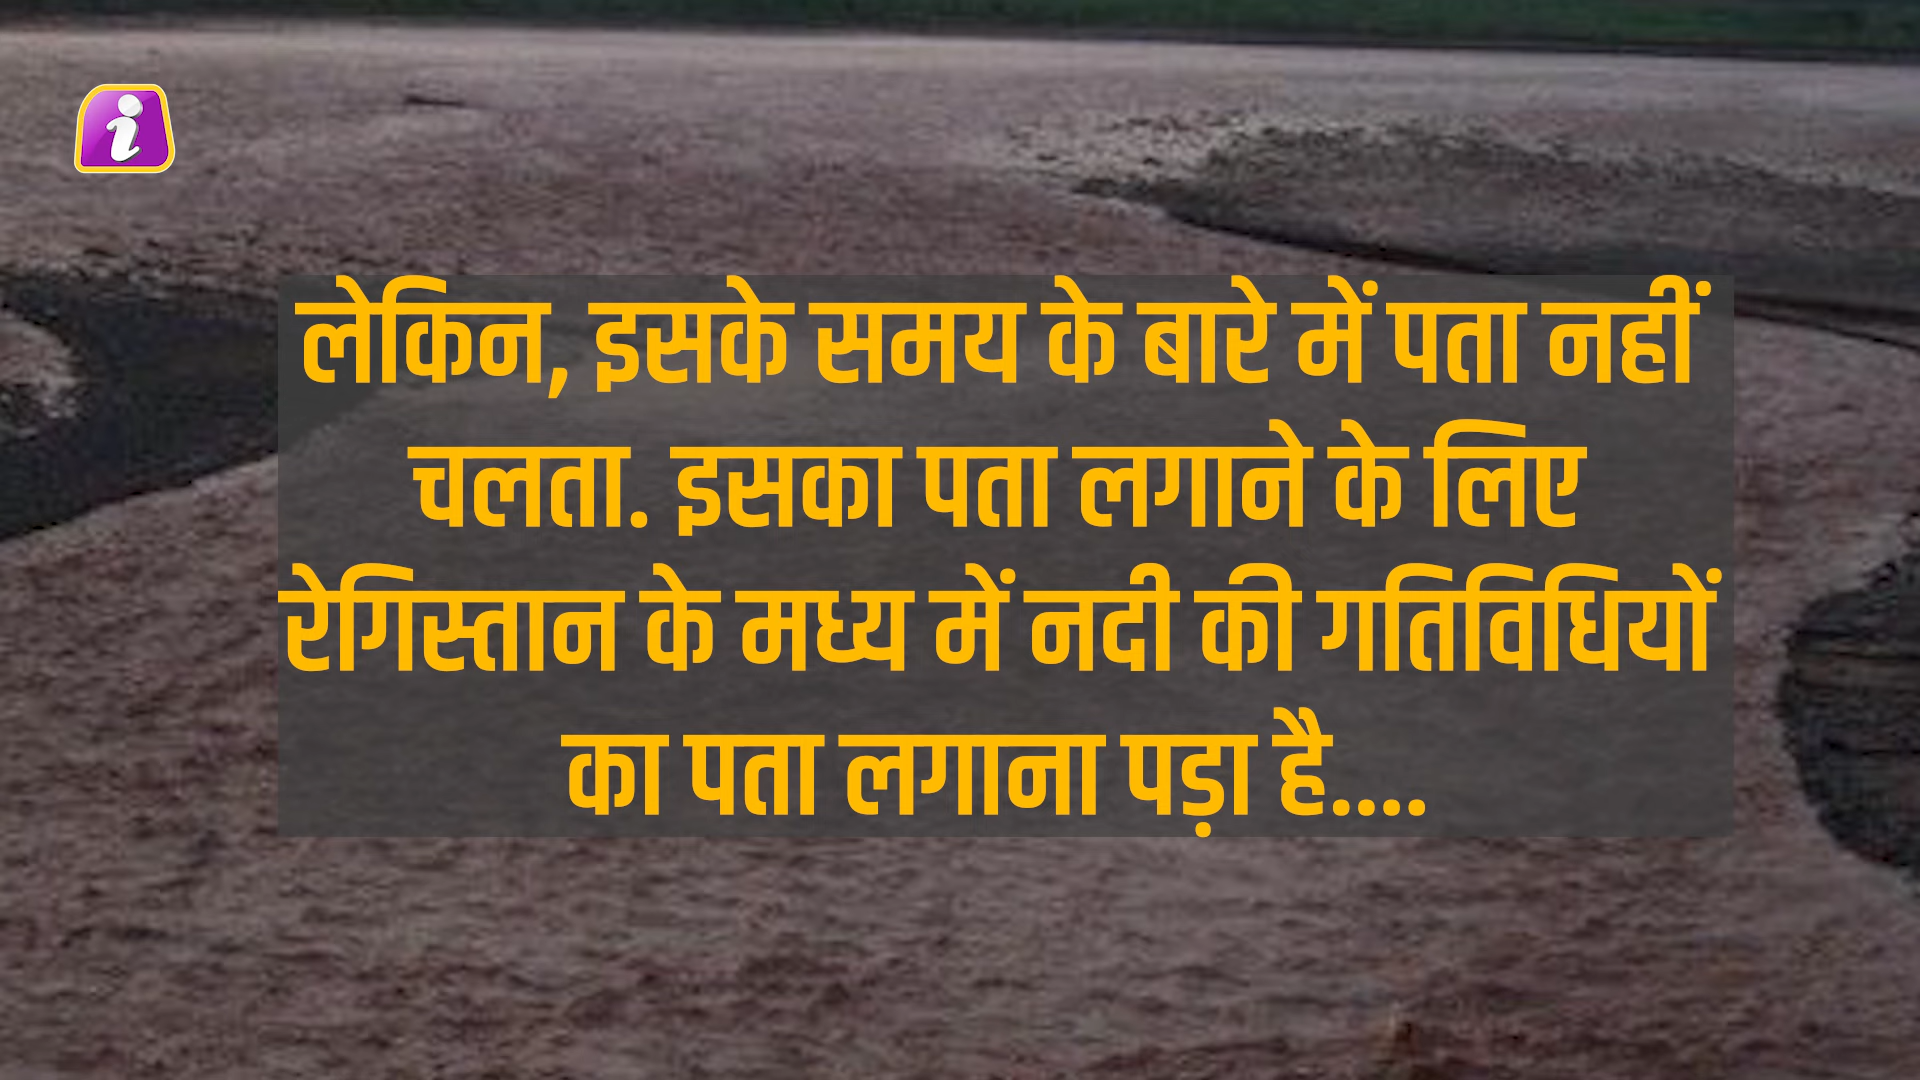 लेकिन, इसके समय के बारे में पता नहीं
चलता. इसका पता लगाने के लिए
रेगिस्तान के मध्य में नदी की गतिविधियों
का पता लगाना पड़ा है....